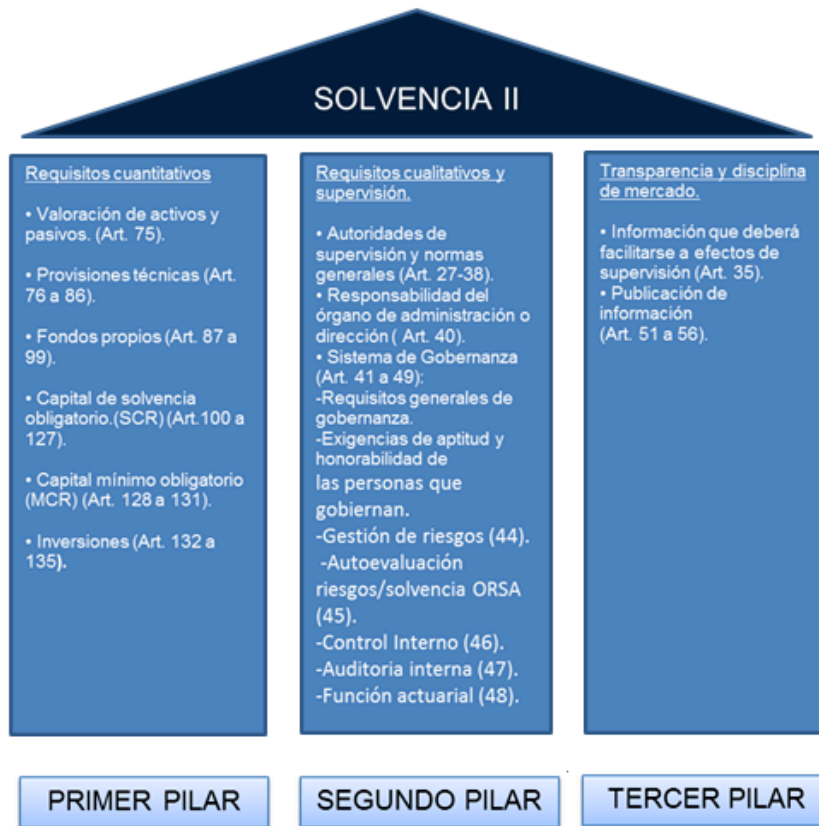 SOLVENCIA II
Requisitos cuantitativos
• Valoración de activos y
pasivos. (Art. 75).
• Provisiones técnicas (Art.
76 a 86).
• Fondos propios (Art. 87 a
99).
• Capital de solvencia
obligatorio.(SCR) (Art.100 a
127).
• Capital mínimo obligatorio
(MCR) (Art. 128 a 131).
• Inversiones (Art. 132 a
135).
PRIMER PILAR
Requisitos cualitativos y
supervisión.
• Autoridades de
supervisión y normas
generales (Art. 27-38).
• Responsabilidad del
órgano de administración o
dirección ( Art. 40).
• Sistema de Gobernanza
(Art. 41 a 49):
-Requisitos generales de
gobernanza.
-Exigencias de aptitud y
honorabilidad de
las personas que
gobiernan.
-Gestión de riesgos (44).
-Autoevaluación
riesgos/solvencia ORSA
(45).
-Control Interno (46).
-Auditoria interna (47).
-Función actuarial (48).
SEGUNDO PILAR
Transparencia y disciplina
de mercado.
• Información que deberá
facilitarse a efectos de
supervisión (Art. 35).
• Publicación de
información
(Art. 51 a 56).
TERCER PILAR